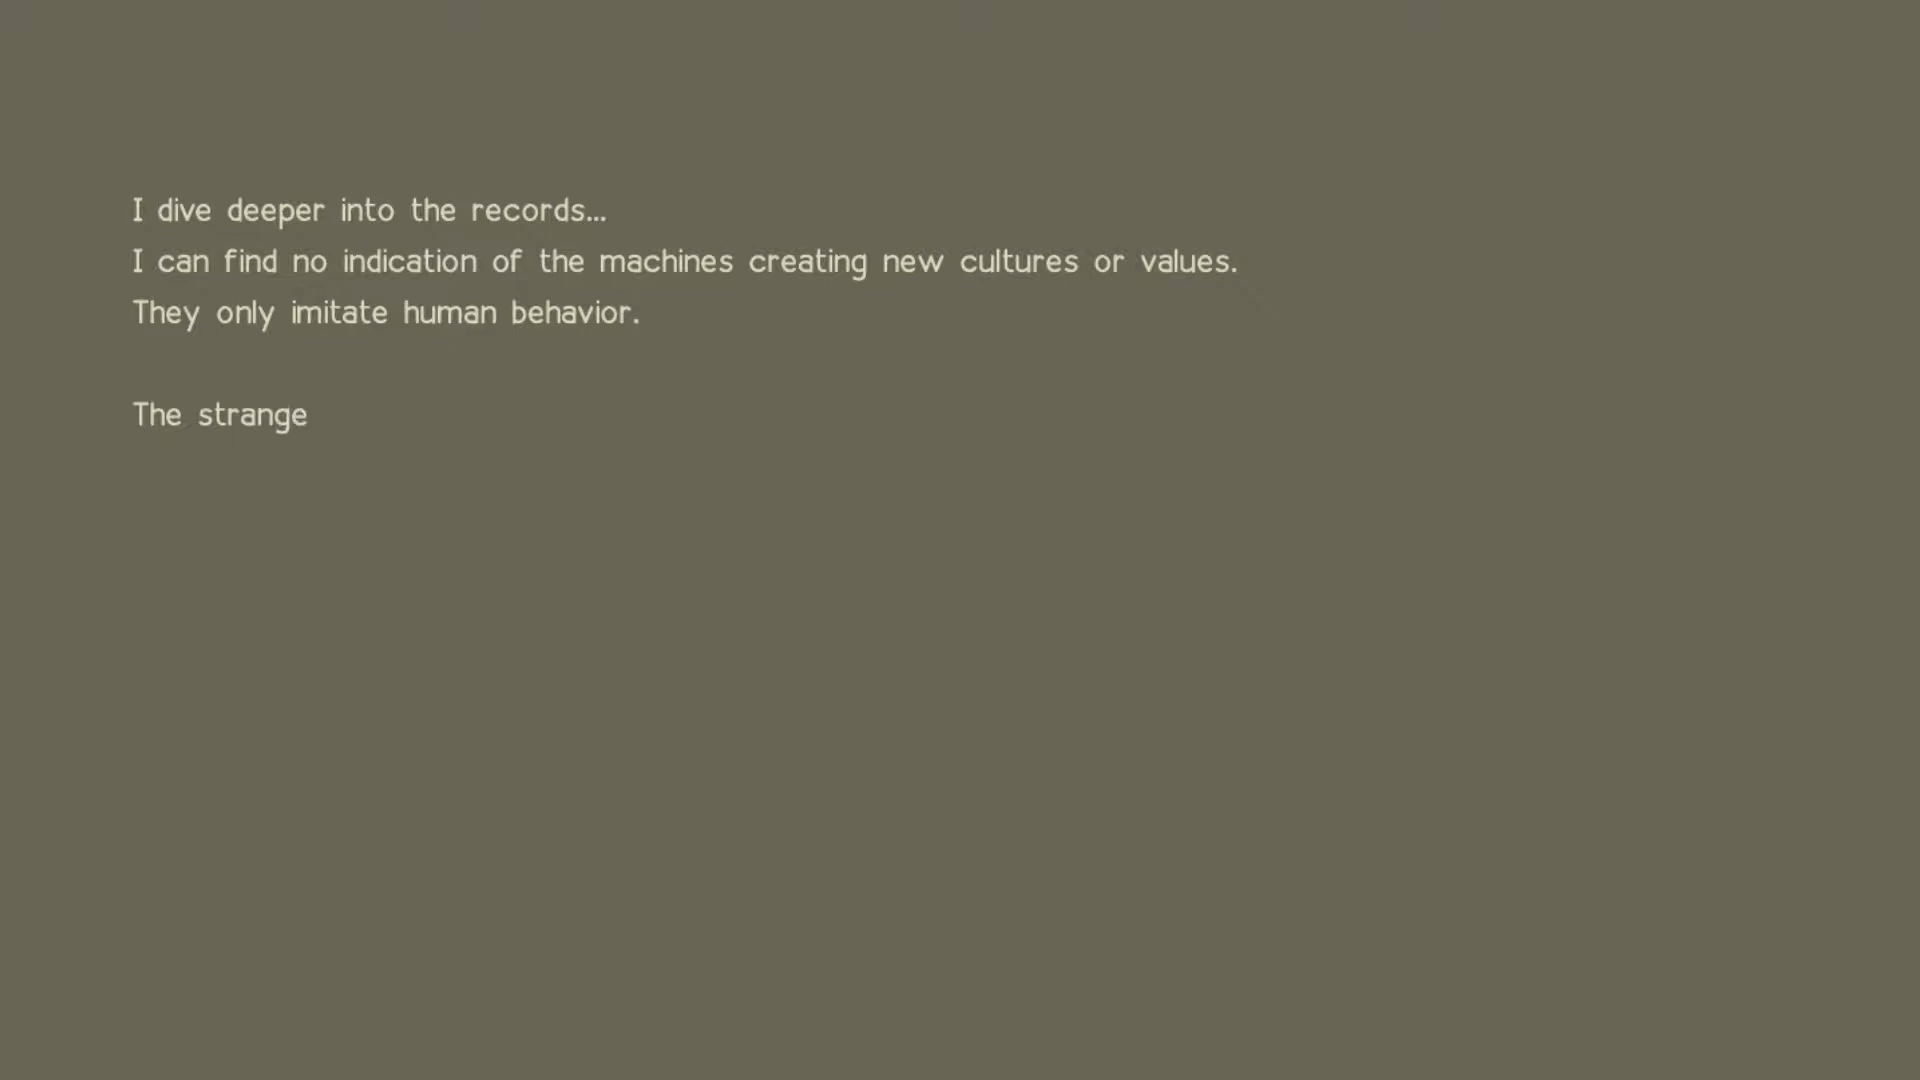 I dive deeper into the records...
I can find no indication of the machines creating new cultures or values.
They only imitate human behavior.
The strange